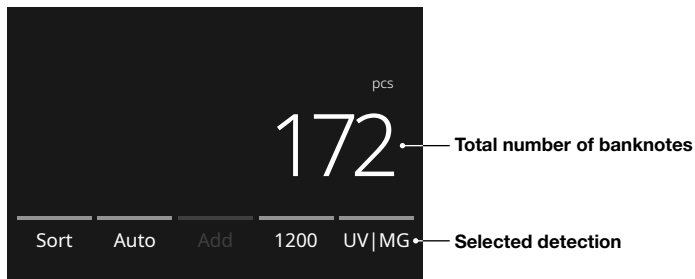 pcs
172
Total number of banknotes
Sort Auto Add 1200 UV|MG
Selected detection